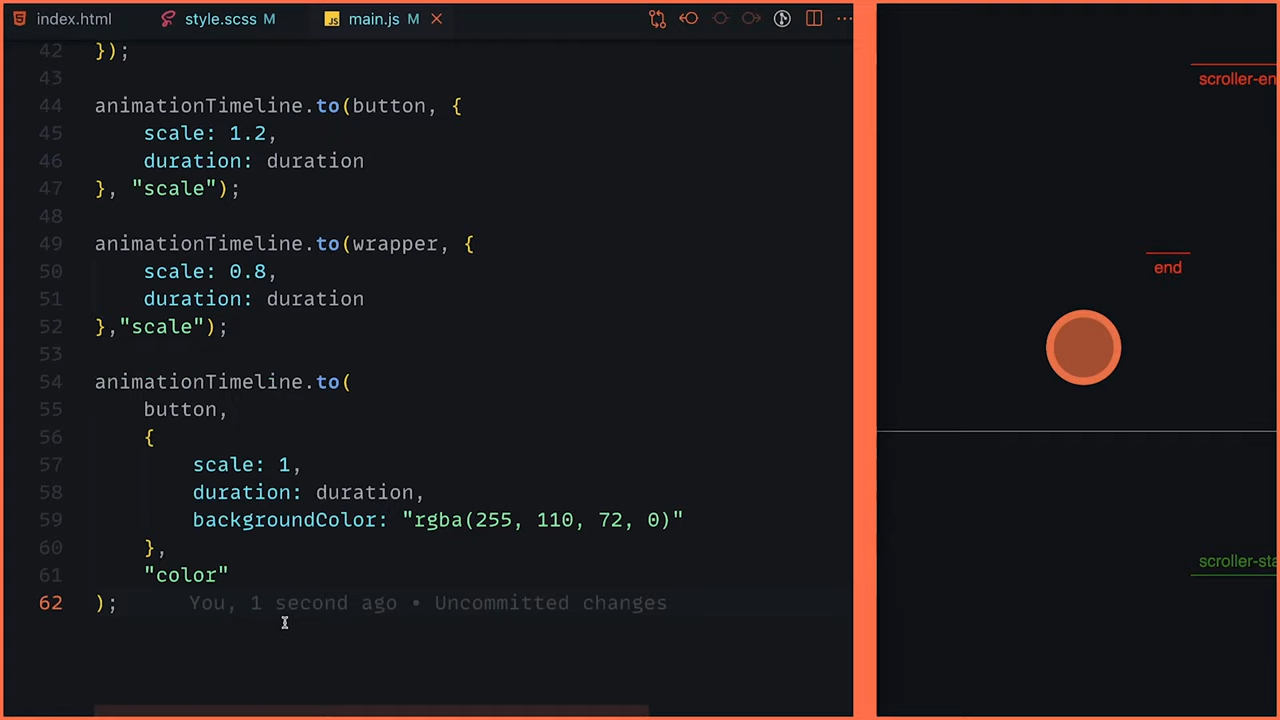 index.html
style.scss M
JS main.js M
42 });
43
44 animationTimeline.to(button, {
45 scale: 1.2,
46 duration: duration
47 }, "scale");
48
49 animationTimeline.to(wrapper, {
50 scale: 0.8,
51 duration: duration
52 },"scale");
53
54 animationTimeline.to(
55 button,
56 {
57 scale: 1,
58 duration: duration,
59 backgroundColor: "rgba(255, 110, 72, 0)"
60 },
61 "color"
62 ); You, 1 second ago • Uncommitted changes
scroller-en
end
scroller-sta